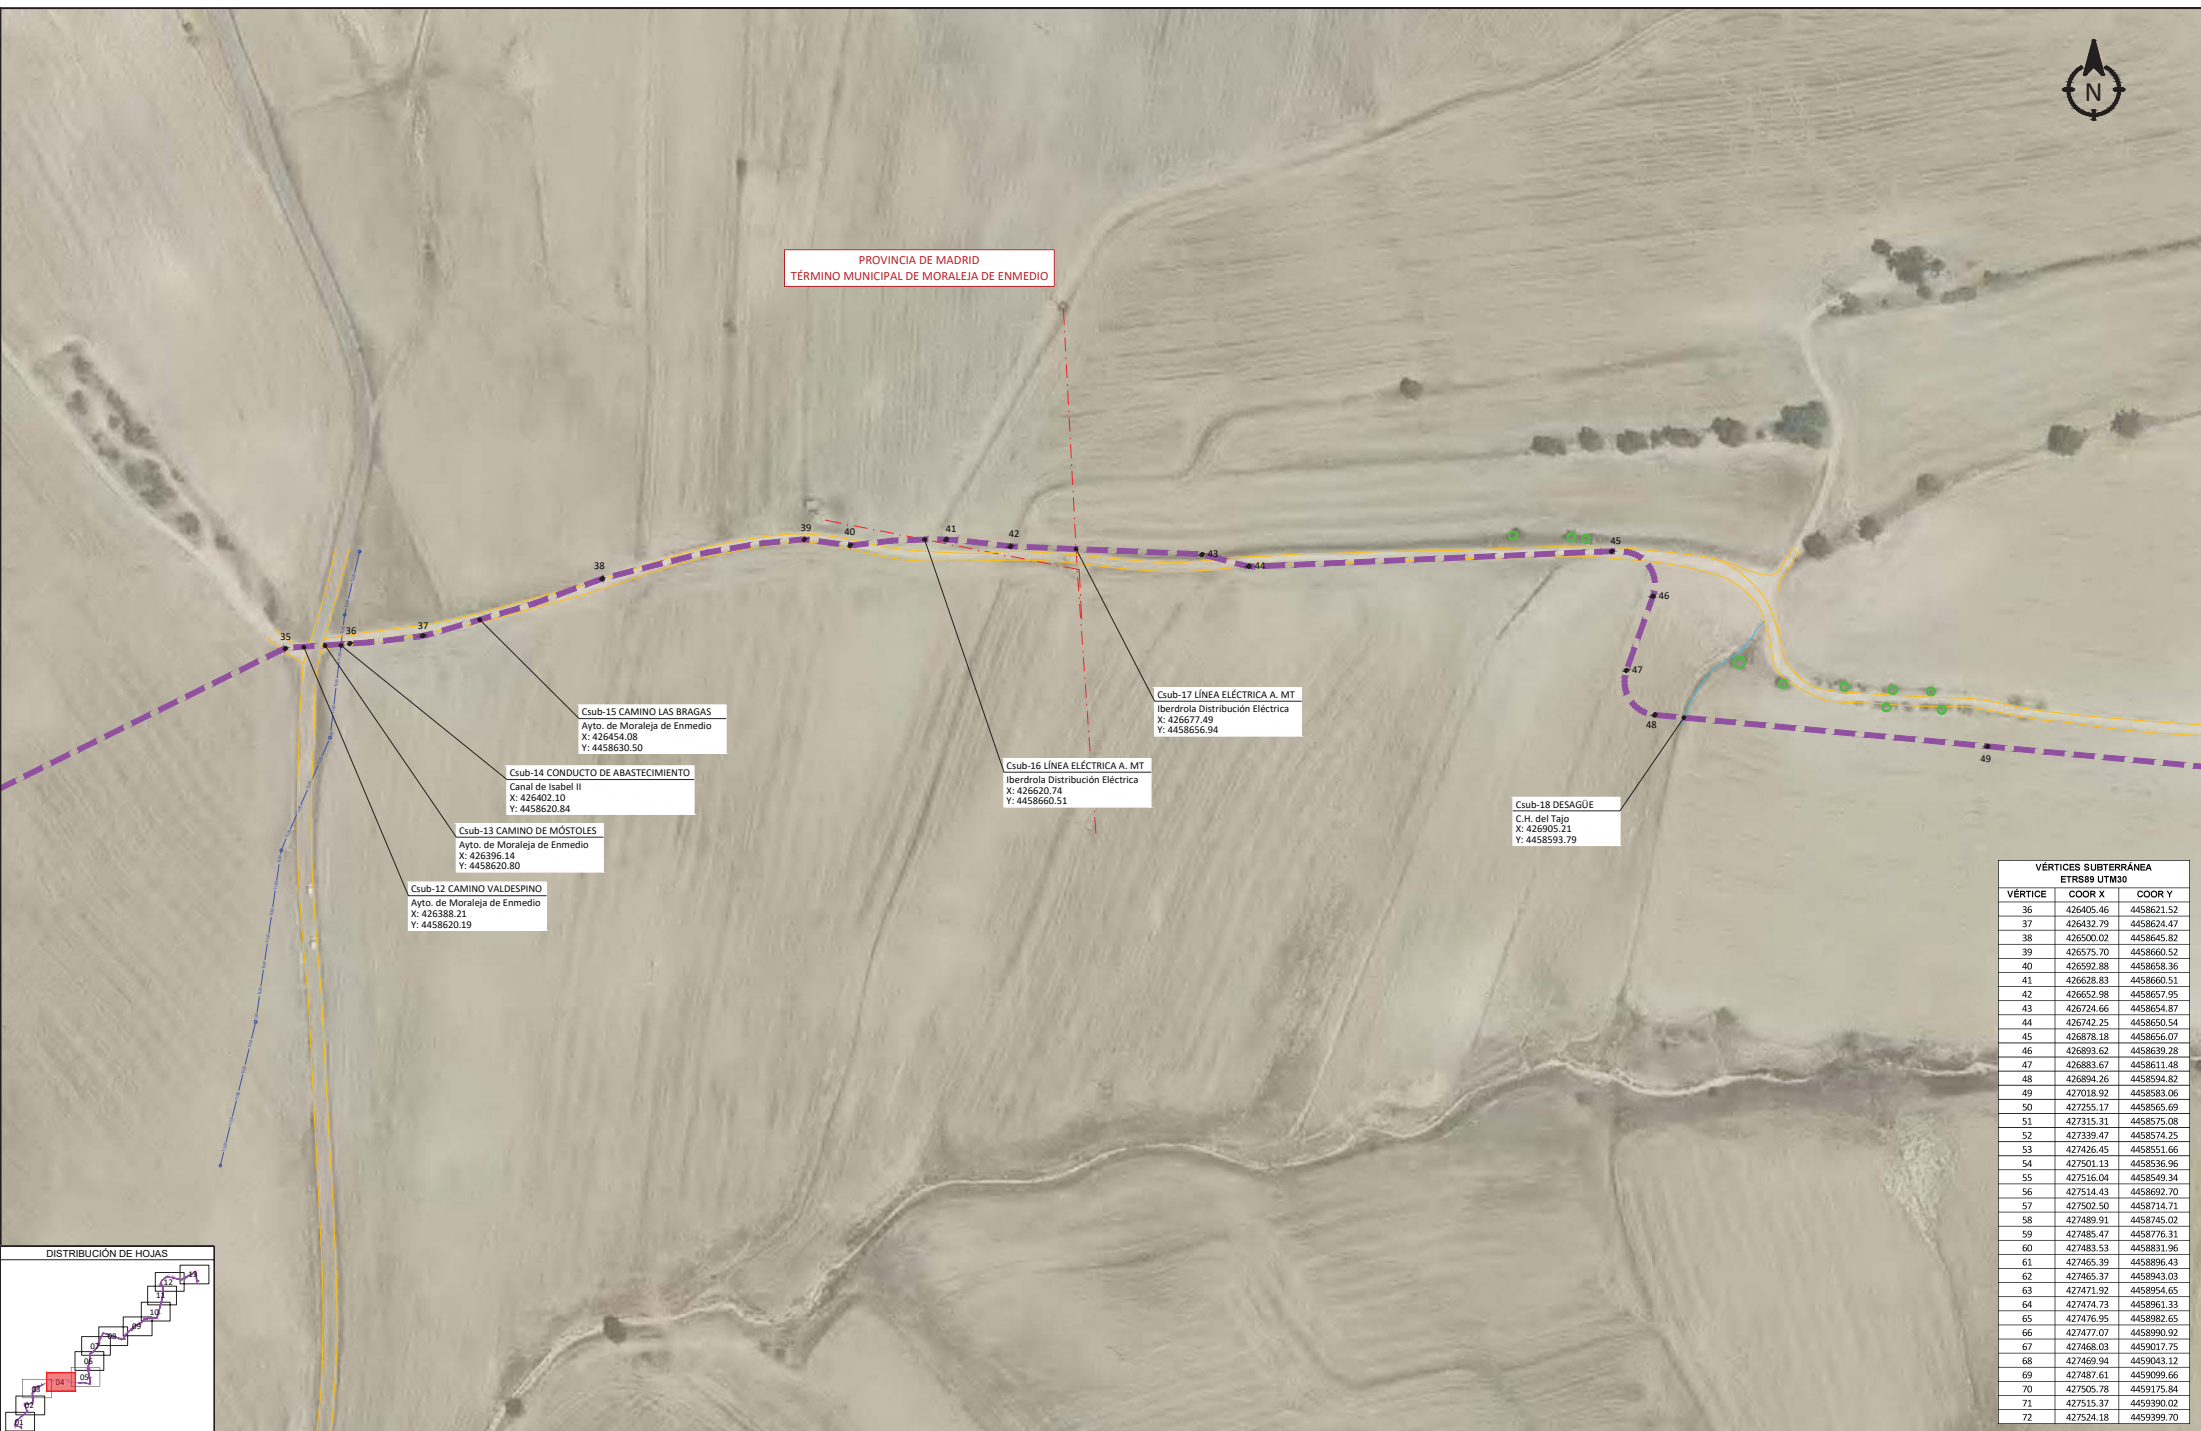 N
PROVINCIA DE MADRID
TÉRMINO MUNICIPAL DE MORALEJA DE ENMEDIO
35
36
37
38
39
40
41
42
43
44
45
46
47
48
49
Csub-15 CAMINO LAS BRAGAS
Ayto. de Moraleja de Enmedio
X: 426454.08
Y: 4458630.50
Csub-14 CONDUCTO DE ABASTECIMIENTO
Canal de Isabel II
X: 426402.10
Y: 4458620.84
Csub-13 CAMINO DE MÓSTOLES
Ayto. de Moraleja de Enmedio
X: 426396.14
Y: 4458620.80
Csub-12 CAMINO VALDESPINO
Ayto. de Moraleja de Enmedio
X: 426388.21
Y: 4458620.19
Csub-17 LÍNEA ELÉCTRICA A. MT
Iberdrola Distribución Eléctrica
X: 426677.49
Y: 4458656.94
Csub-16 LÍNEA ELÉCTRICA A. MT
Iberdrola Distribución Eléctrica
X: 426620.74
Y: 4458660.51
Csub-18 DESAGÜE
C.H. del Tajo
X: 426905.21
Y: 4458593.79
VÉRTICES SUBTERRÁNEA
ETRS89 UTM30
VÉRTICE COOR X COOR Y
36 426405.46 4458621.52
37 426432.79 4458624.47
38 426500.02 4458645.82
39 426575.70 4458660.52
40 426592.88 4458658.36
41 426628.83 4458660.51
42 426652.98 4458657.95
43 426724.66 4458654.87
44 426742.25 4458650.54
45 426878.18 4458656.07
46 426893.62 4458639.28
47 426883.67 4458611.48
48 426894.26 4458594.82
49 427018.92 4458583.06
50 427255.17 4458565.69
51 427315.31 4458575.08
52 427339.47 4458574.25
53 427426.45 4458551.66
54 427501.13 4458536.96
55 427516.04 4458549.34
56 427514.43 4458692.70
57 427502.50 4458714.71
58 427489.91 4458745.02
59 427485.47 4458776.31
60 427483.53 4458831.96
61 427465.39 4458896.43
62 427465.37 4458943.03
63 427471.92 4458954.65
64 427474.73 4458961.33
65 427476.95 4458982.65
66 427477.07 4458990.92
67 427468.03 4459017.75
68 427469.94 4459043.12
69 427487.61 4459099.66
70 427505.78 4459175.84
71 427515.37 4459390.02
72 427524.18 4459399.70
DISTRIBUCIÓN DE HOJAS
13
12
11
10
09
08
07
06
05
04
03
02
01